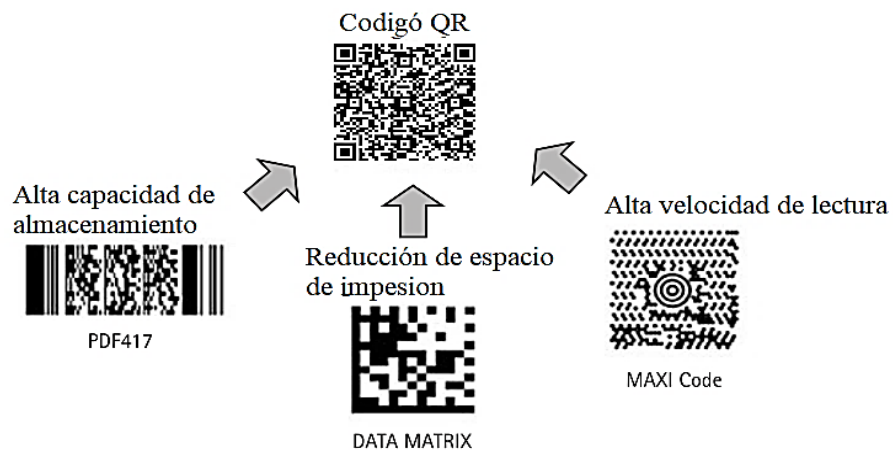 Codigó QR
Alta capacidad de
almacenamiento
PDF417
Reducción de espacio
de impesion
DATA MATRIX
Alta velocidad de lectura
MAXI Code